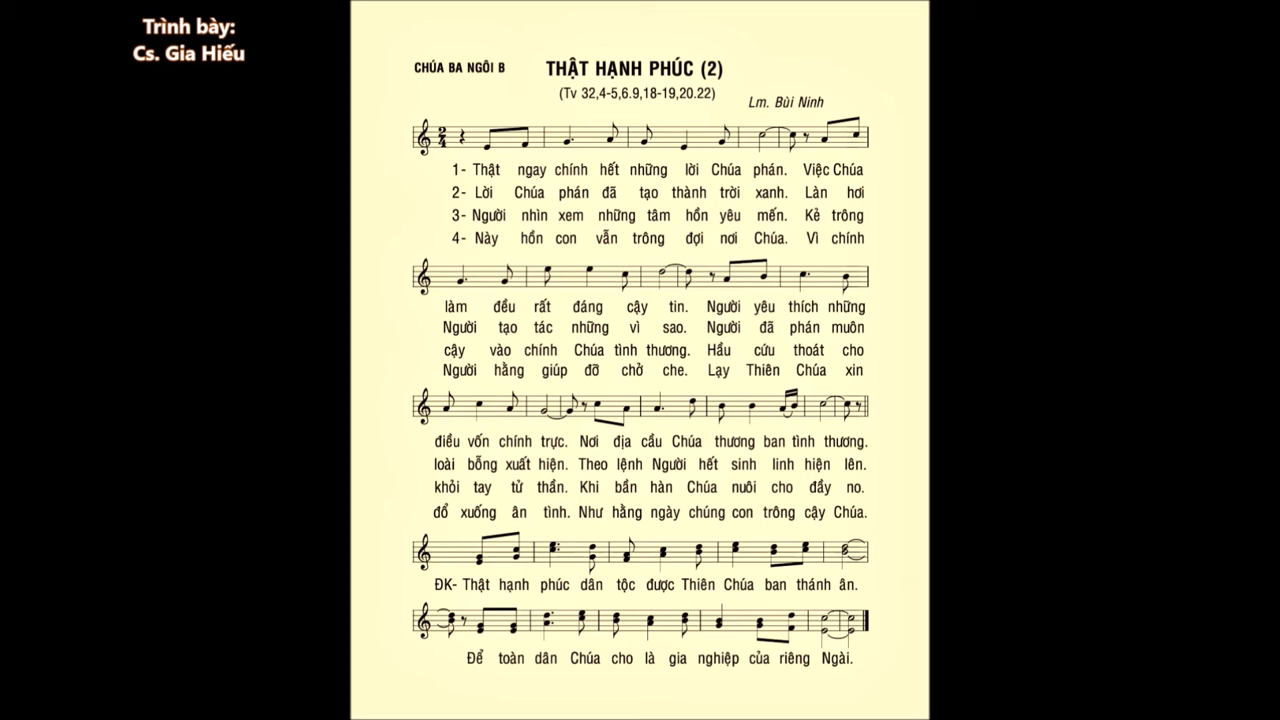 Trình bày:
Cs. Gia Hiếu
CHÚA BA NGÔI B
THẬT HẠNH PHÚC (2)
(Tv 32,4-5,6.9,18-19,20.22)
Lm. Bùi Ninh
1- Thật ngay chính hết những lời Chúa phán. Việc Chúa
2- Lời Chúa phán đã tạo thành trời xanh. Làn hơi
3- Người nhìn xem những tâm hồn yêu mến. Kẻ trông
4- Này hồn con vẫn trông đợi nơi Chúa. Vì chính
làm đều rất đáng cậy tin. Người yêu thích những
Người tạo tác những vì sao. Người đã phán muôn
cậy vào chính Chúa tình thương. Hầu cứu thoát cho
Người hằng giúp đỡ chở che. Lạy Thiên Chúa xin
điều vốn chính trực. Nơi địa cầu Chúa thương ban tình thương.
loài bỗng xuất hiện. Theo lệnh Người hết sinh linh hiện lên.
khỏi tay tử thần. Khi bần hàn Chúa nuôi cho đầy no.
đổ xuống ân tình. Như hằng ngày chúng con trông cậy Chúa.
ĐK- Thật hạnh phúc dân tộc được Thiên Chúa ban thánh ân.
Để toàn dân Chúa cho là gia nghiệp của riêng Ngài.